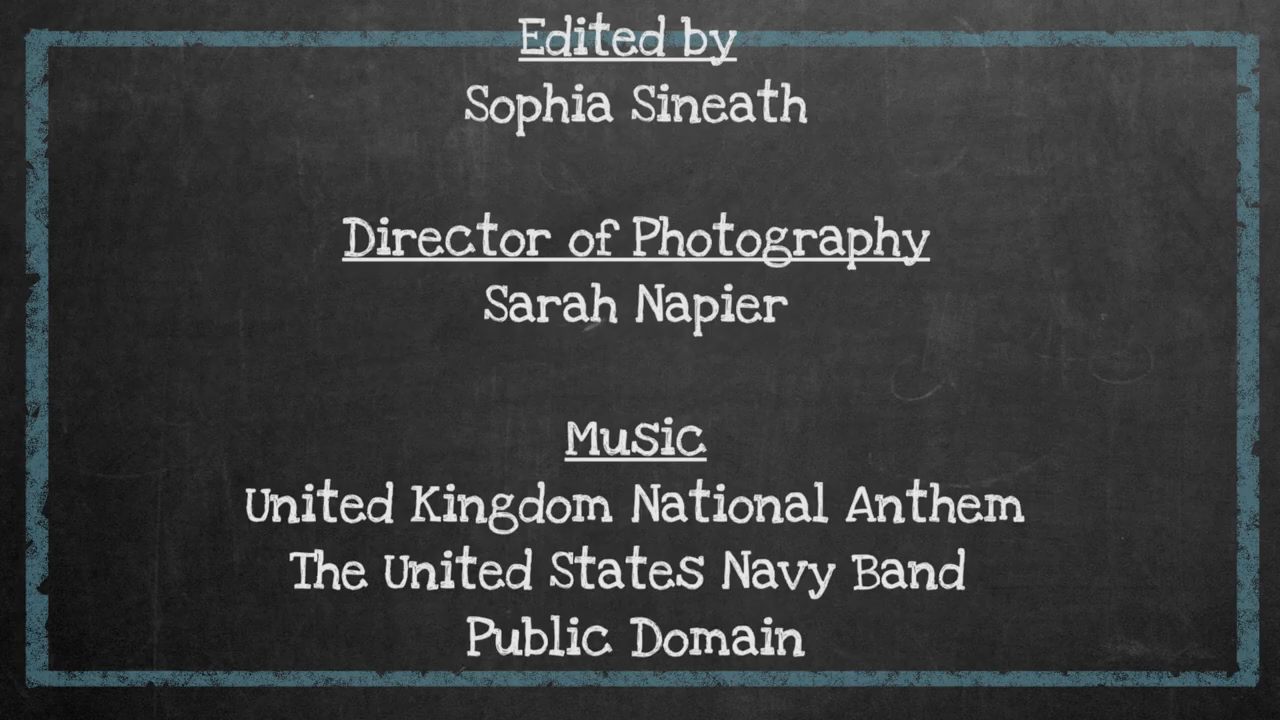 Edited by
Sophia Sineath
Director of Photography
Sarah Napier
Music
United Kingdom National Anthem
The United States Navy Band
Public Domain